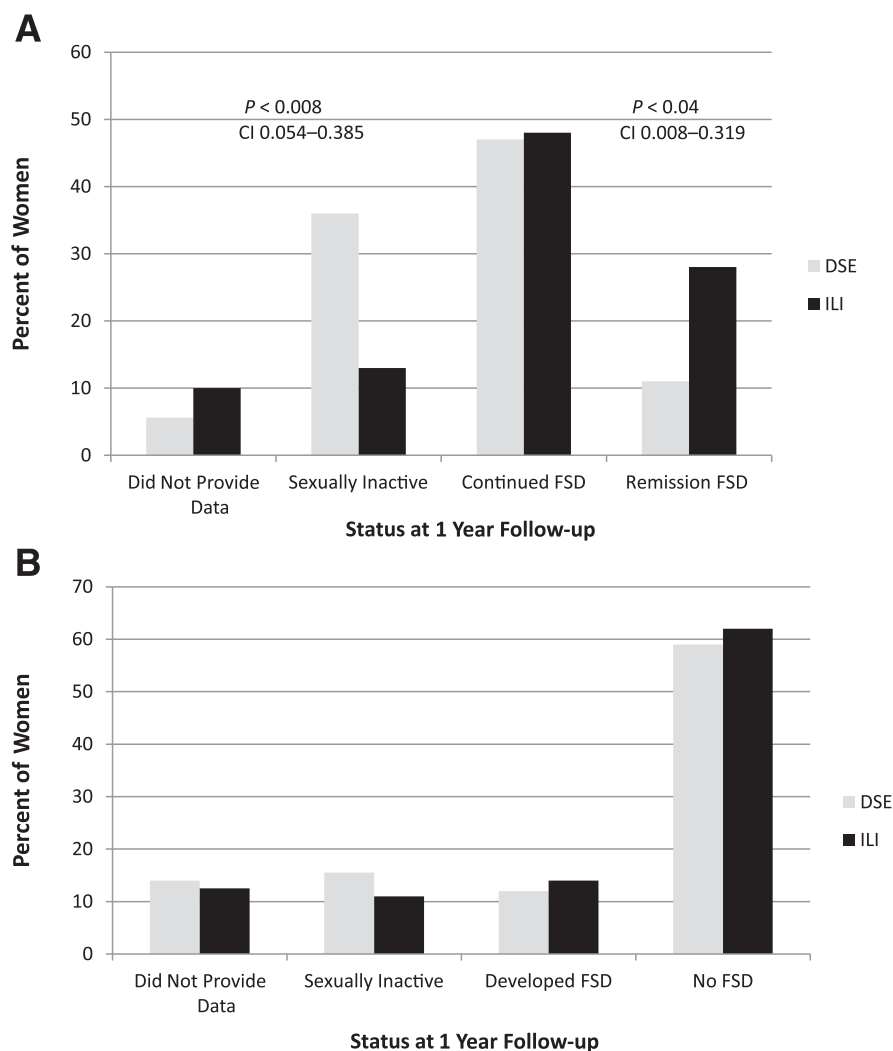 A
60
50
40
30
20
10
0
Percent of Women
P < 0.008
CI 0.054–0.385
P < 0.04
CI 0.008–0.319
DSE
ILI
Did Not Provide
Data
Sexually Inactive
Continued FSD
Remission FSD
Status at 1 Year Follow-up
B
70
60
50
40
30
20
10
0
Percent of Women
DSE
ILI
Did Not Provide
Data
Sexually Inactive
Developed FSD
No FSD
Status at 1 Year Follow-up